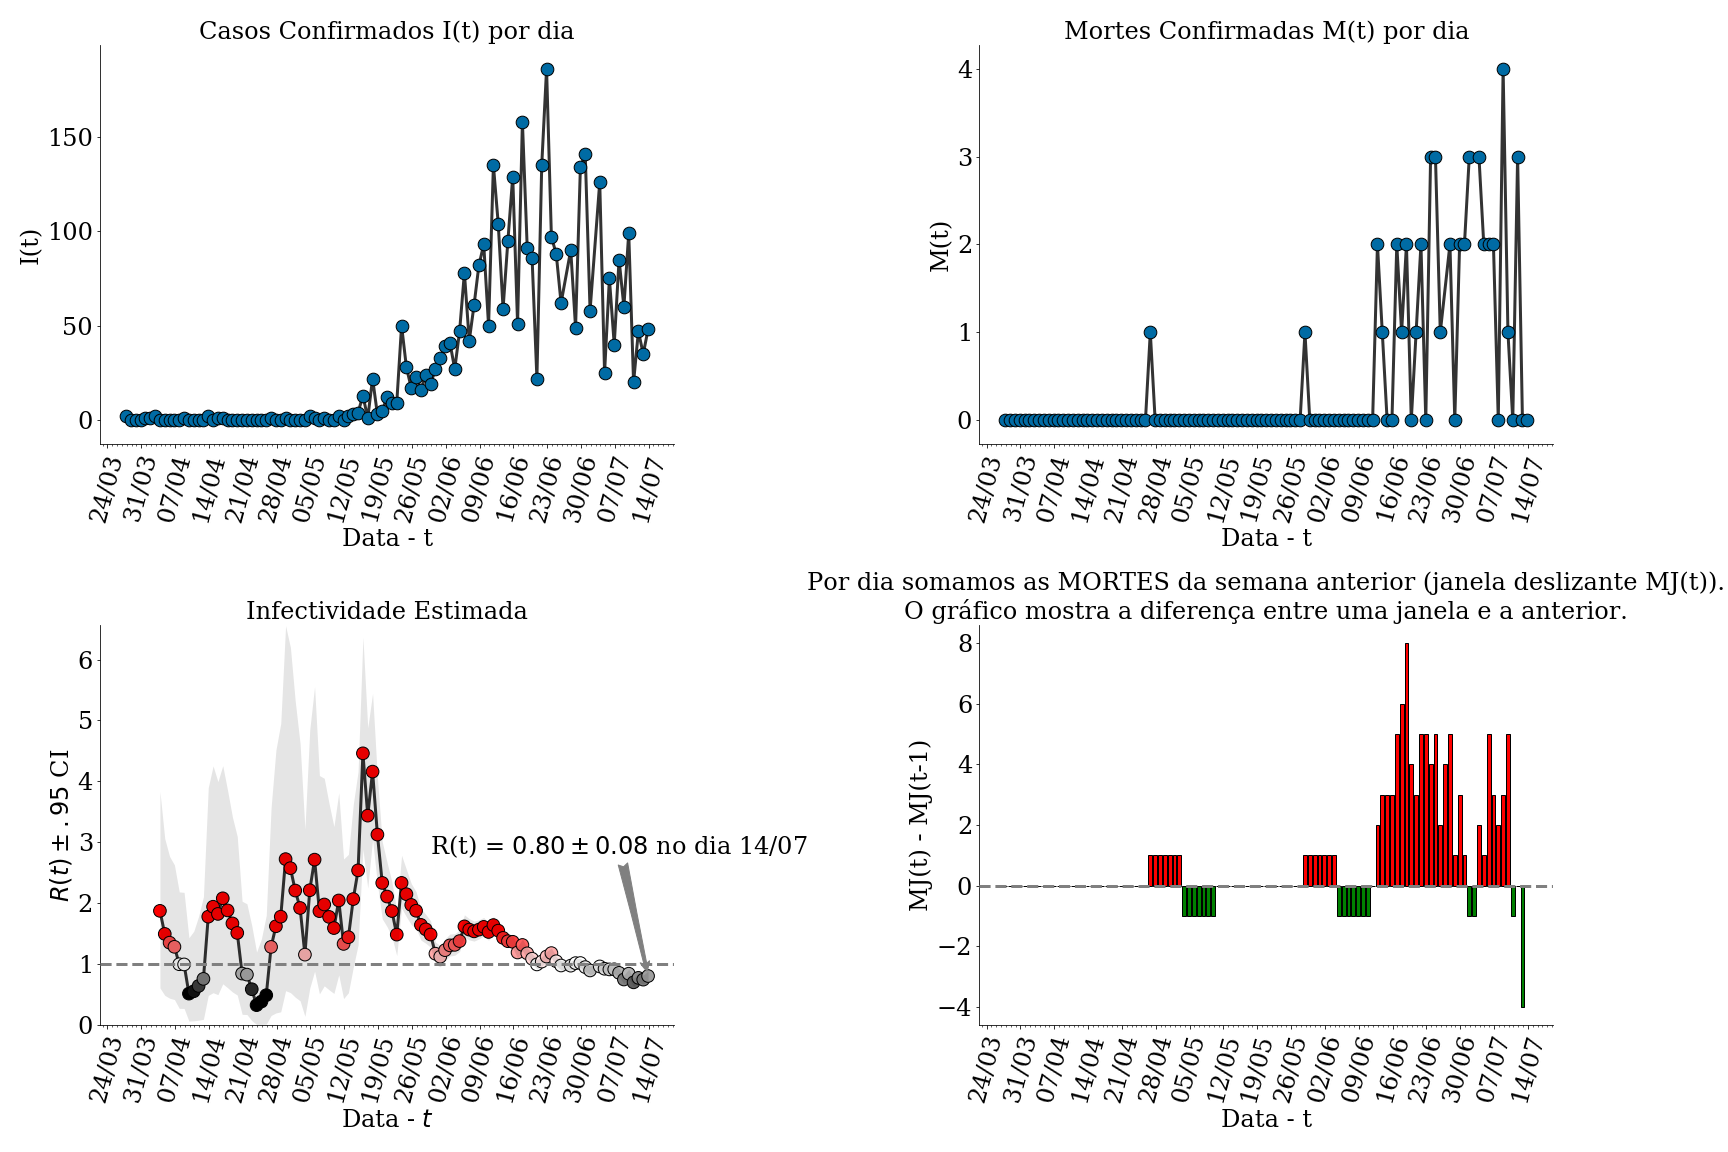 Casos Confirmados I(t) por dia
I(t)
150
100
50
0
24/03 31/03 07/04 14/04 21/04 28/04 05/05 12/05 19/05 26/05 02/06 09/06 16/06 23/06 30/06 07/07 14/07
Data - t
Mortes Confirmadas M(t) por dia
M(t)
4
3
2
1
0
24/03 31/03 07/04 14/04 21/04 28/04 05/05 12/05 19/05 26/05 02/06 09/06 16/06 23/06 30/06 07/07 14/07
Data - t
Infectividade Estimada
R(t) ± .95 CI
6
5
4
3
2
1
0
R(t) = 0.80 ± 0.08 no dia 14/07
24/03 31/03 07/04 14/04 21/04 28/04 05/05 12/05 19/05 26/05 02/06 09/06 16/06 23/06 30/06 07/07 14/07
Data - t
Por dia somamos as MORTES da semana anterior (janela deslizante MJ(t)).
O gráfico mostra a diferença entre uma janela e a anterior.
MJ(t) - MJ(t-1)
8
6
4
2
0
−2
−4
24/03 31/03 07/04 14/04 21/04 28/04 05/05 12/05 19/05 26/05 02/06 09/06 16/06 23/06 30/06 07/07 14/07
Data - t